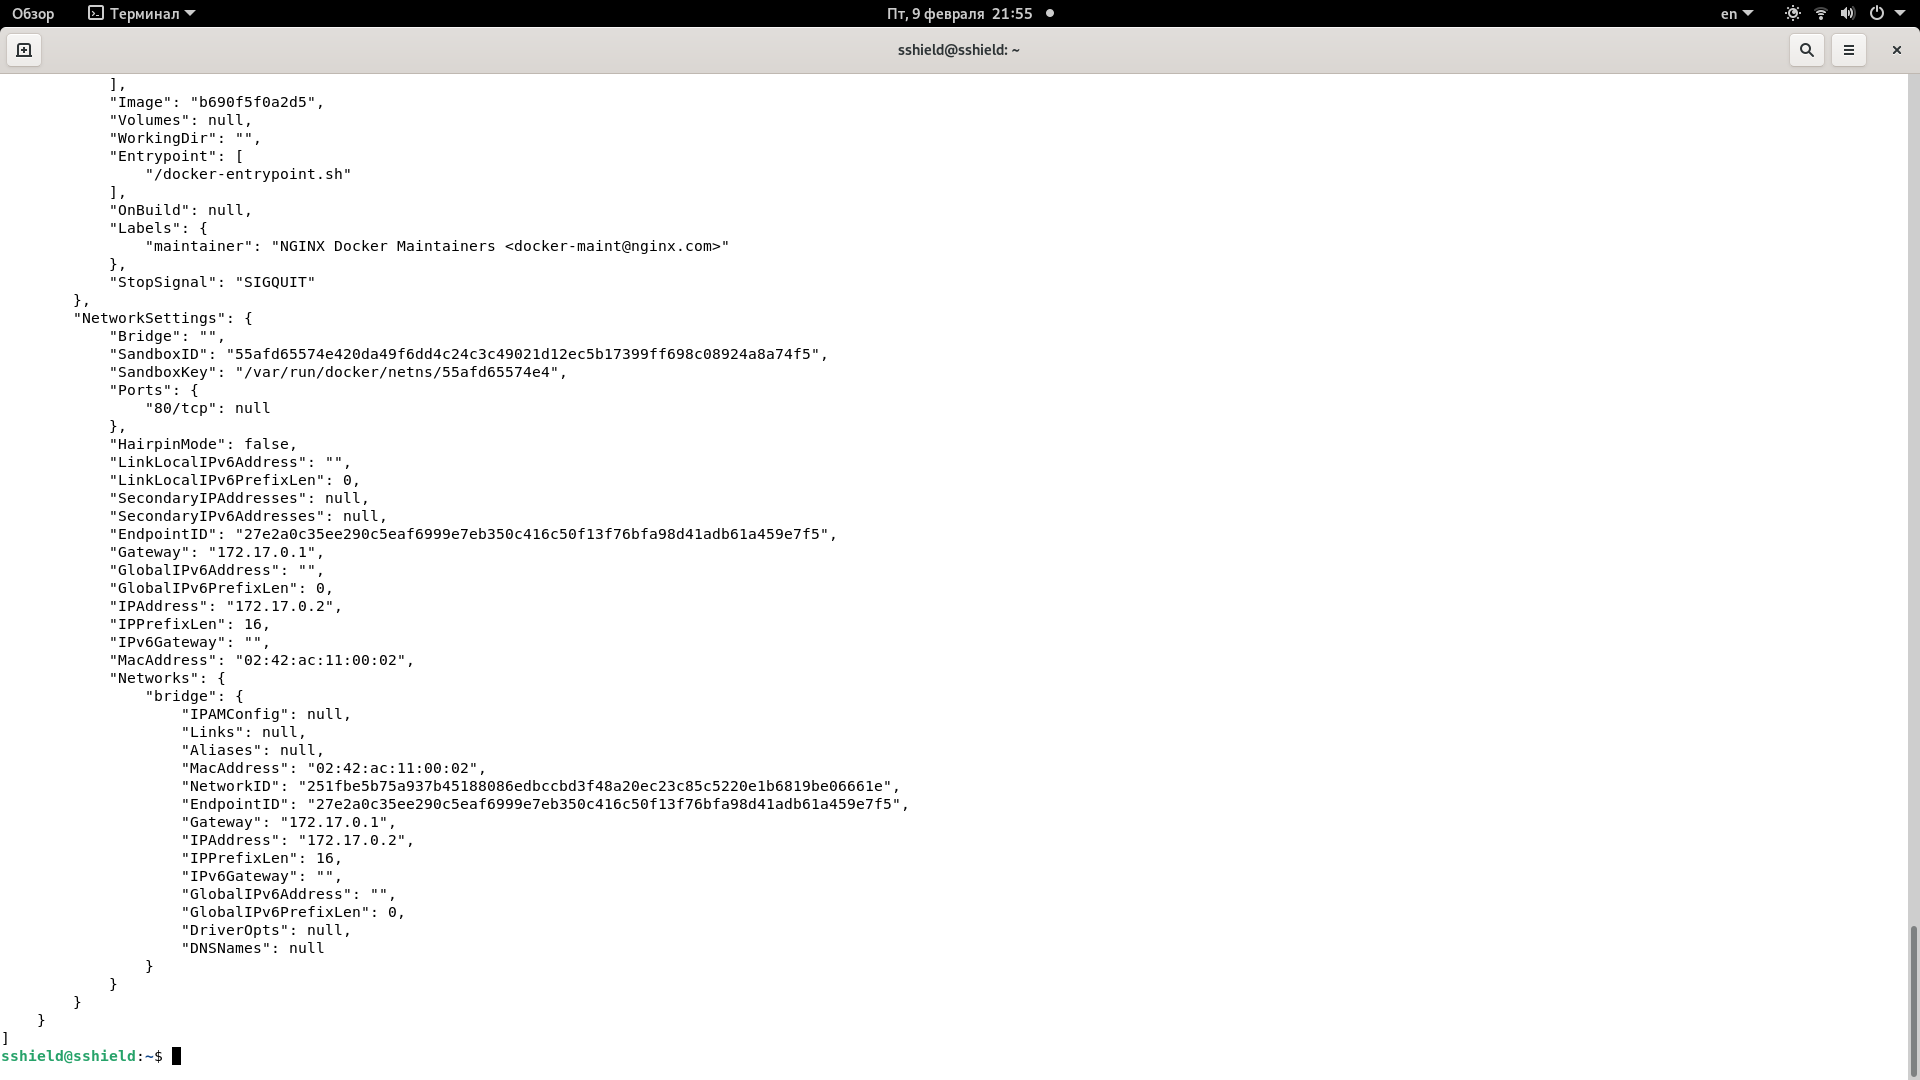 Обзор Терминал Пт, 9 февраля 21:55 en
sshield@sshield: ~
],
"Image": "b690f5f0a2d5",
"Volumes": null,
"WorkingDir": "",
"Entrypoint": [
"/docker-entrypoint.sh"
],
"OnBuild": null,
"Labels": {
"maintainer": "NGINX Docker Maintainers <docker-maint@nginx.com>"
},
"StopSignal": "SIGQUIT"
},
"NetworkSettings": {
"Bridge": "",
"SandboxID": "55afd65574e420da49f6dd4c24c3c49021d12ec5b17399ff698c08924a8a74f5",
"SandboxKey": "/var/run/docker/netns/55afd65574e4",
"Ports": {
"80/tcp": null
},
"HairpinMode": false,
"LinkLocalIPv6Address": "",
"LinkLocalIPv6PrefixLen": 0,
"SecondaryIPAddresses": null,
"SecondaryIPv6Addresses": null,
"EndpointID": "27e2a0c35ee290c5eaf6999e7eb350c416c50f13f76bfa98d41adb61a459e7f5",
"Gateway": "172.17.0.1",
"GlobalIPv6Address": "",
"GlobalIPv6PrefixLen": 0,
"IPAddress": "172.17.0.2",
"IPPrefixLen": 16,
"IPv6Gateway": "",
"MacAddress": "02:42:ac:11:00:02",
"Networks": {
"bridge": {
"IPAMConfig": null,
"Links": null,
"Aliases": null,
"MacAddress": "02:42:ac:11:00:02",
"NetworkID": "251fbe5b75a937b45188086edbccbd3f48a20ec23c85c5220e1b6819be06661e",
"EndpointID": "27e2a0c35ee290c5eaf6999e7eb350c416c50f13f76bfa98d41adb61a459e7f5",
"Gateway": "172.17.0.1",
"IPAddress": "172.17.0.2",
"IPPrefixLen": 16,
"IPv6Gateway": "",
"GlobalIPv6Address": "",
"GlobalIPv6PrefixLen": 0,
"DriverOpts": null,
"DNSNames": null
}
}
}
}
]
sshield@sshield:~$